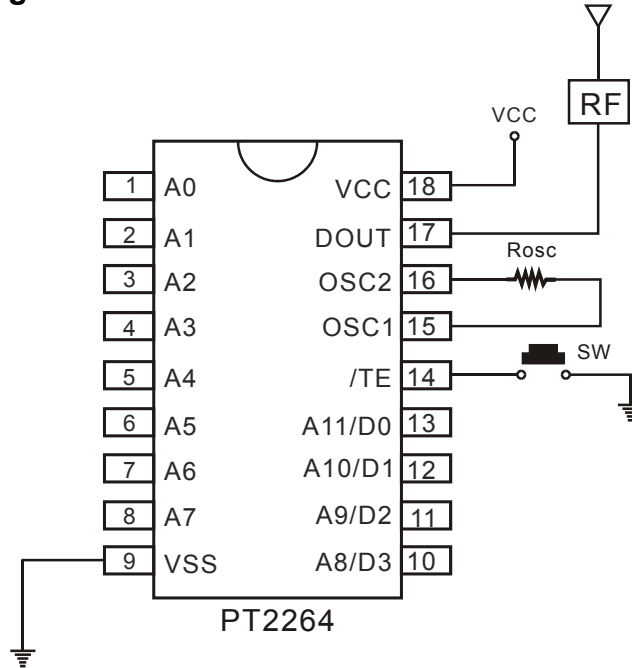 g
RF
VCC
1 A0 VCC 18
2 A1 DOUT 17
Rosc
3 A2 OSC2 16
4 A3 OSC1 15
SW
5 A4 /TE 14
6 A5 A11/D0 13
7 A6 A10/D1 12
8 A7 A9/D2 11
9 VSS A8/D3 10
PT2264